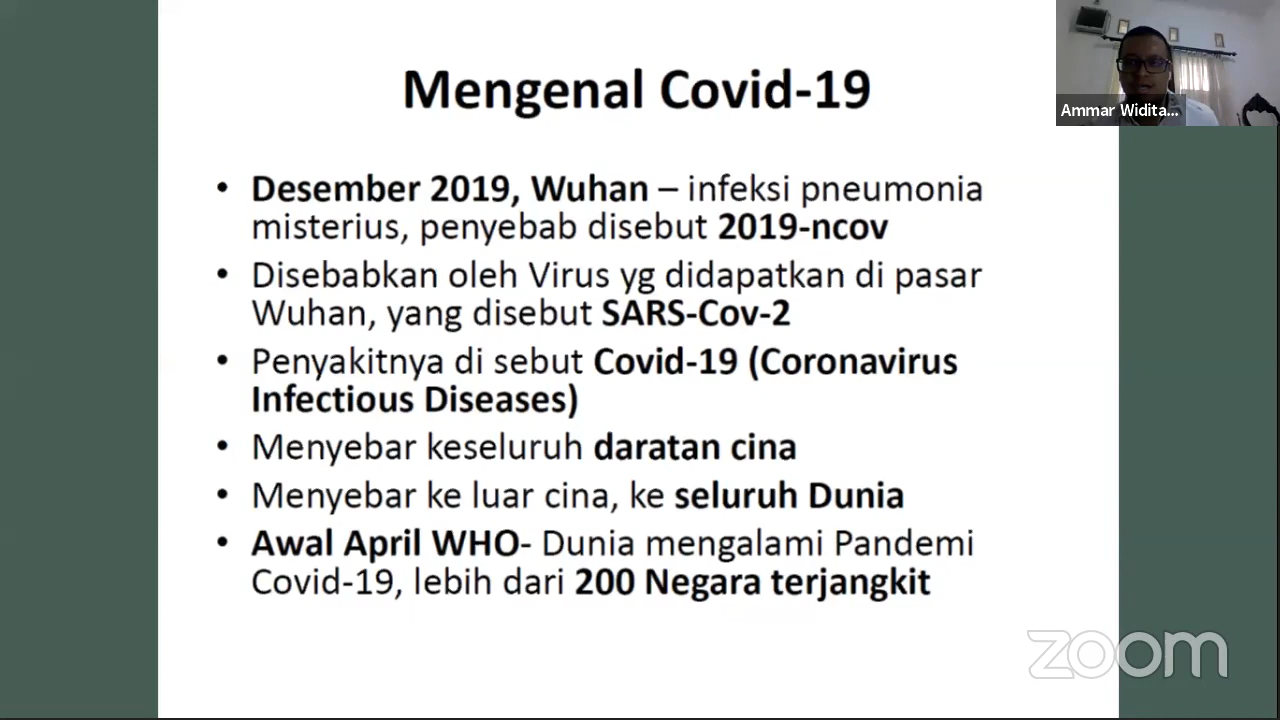 Mengenal Covid-19
Ammar Widita...
• Desember 2019, Wuhan – infeksi pneumonia
misterius, penyebab disebut 2019-ncov
• Disebabkan oleh Virus yg didapatkan di pasar
Wuhan, yang disebut SARS-Cov-2
• Penyakitnya di sebut Covid-19 (Coronavirus
Infectious Diseases)
• Menyebar keseluruh daratan cina
• Menyebar ke luar cina, ke seluruh Dunia
• Awal April WHO- Dunia mengalami Pandemi
Covid-19, lebih dari 200 Negara terjangkit
zoom